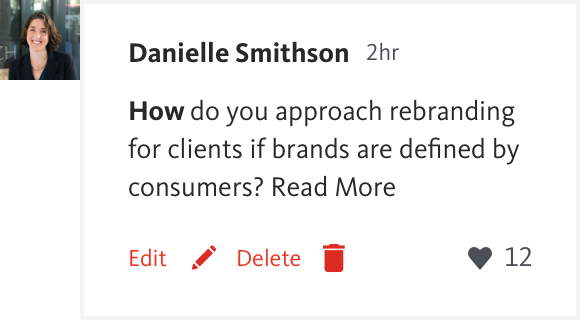 Danielle Smithson 2hr
How do you approach rebranding
for clients if brands are defined by
consumers? Read More
Edit Delete 12